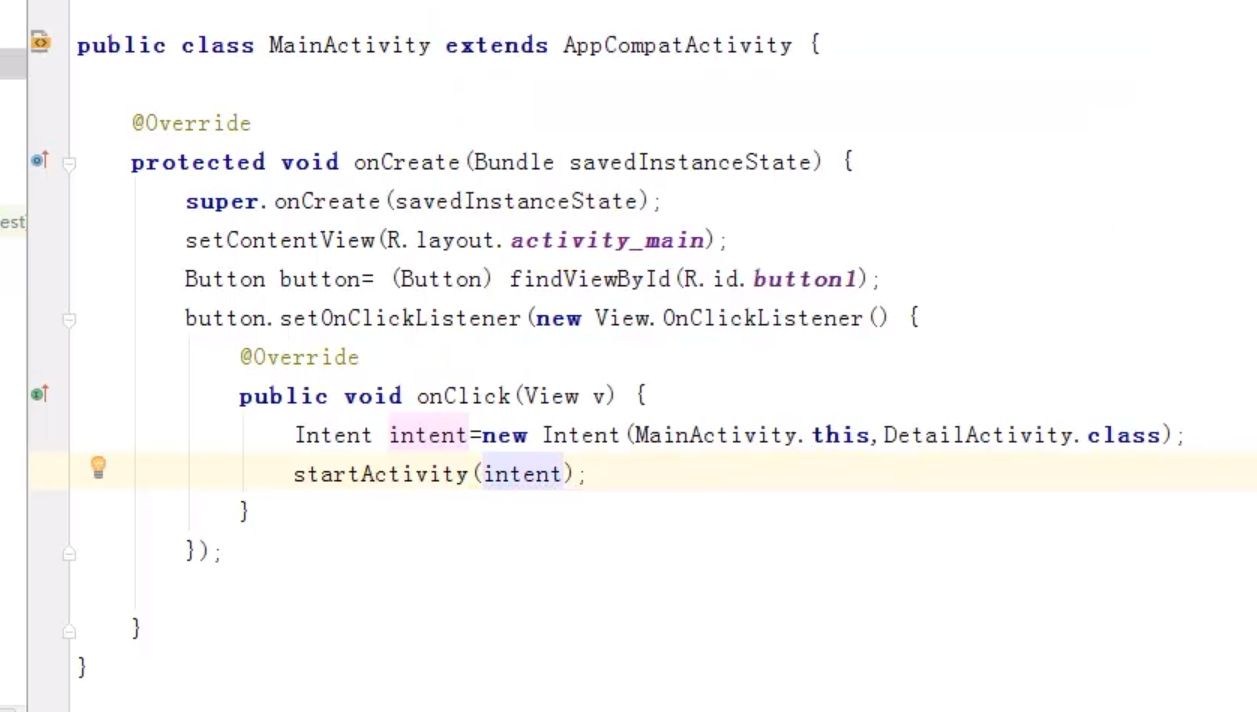 public class MainActivity extends AppCompatActivity {
@Override
protected void onCreate(Bundle savedInstanceState) {
super.onCreate(savedInstanceState);
setContentView(R.layout.activity_main);
Button button= (Button) findViewById(R.id.button1);
button.setOnClickListener(new View.OnClickListener() {
@Override
public void onClick(View v) {
Intent intent=new Intent(MainActivity.this,DetailActivity.class);
startActivity(intent);
}
});
}
}
est